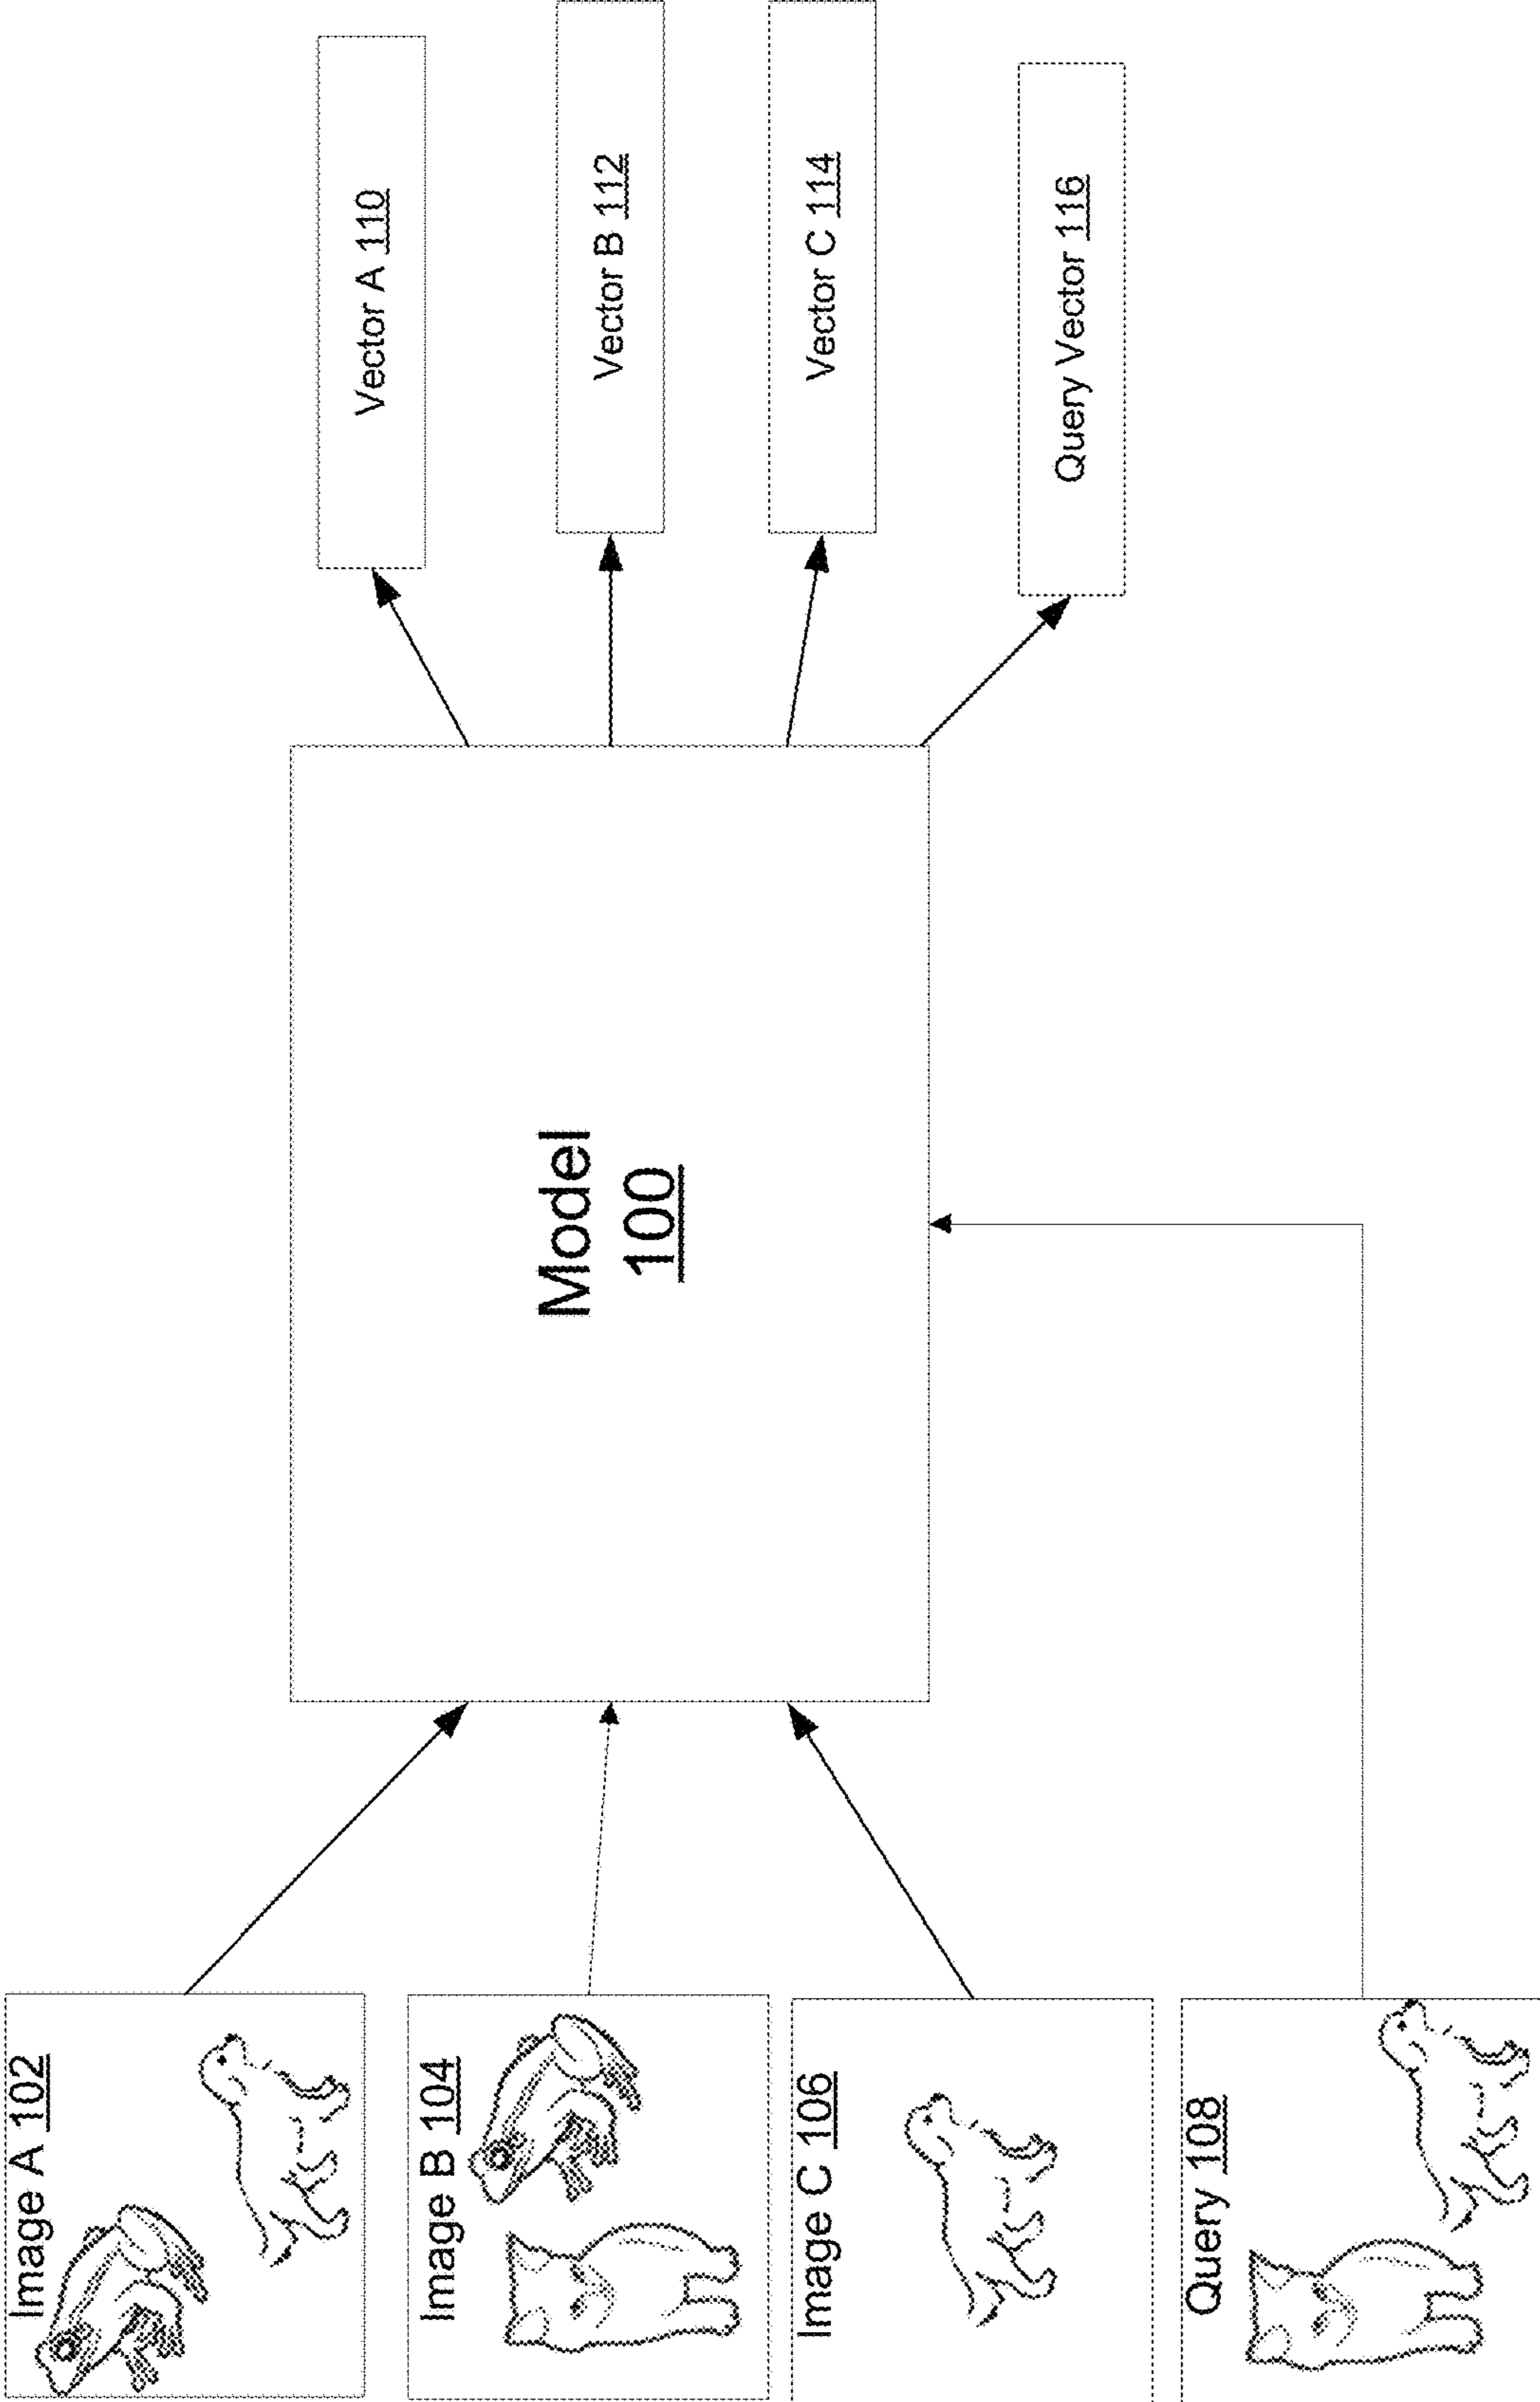 Image A 102
Image B 104
Image C 106
Query 108
Model
100
Vector A 110
Vector B 112
Vector C 114
Query Vector 116